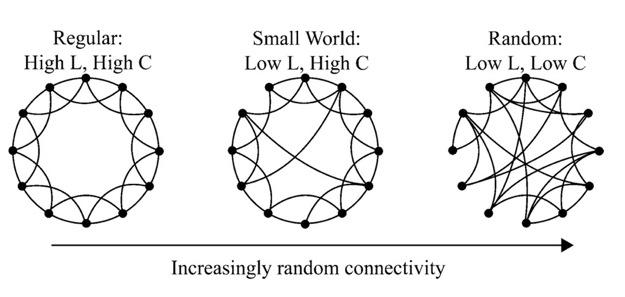 Regular:
High L, High C
Small World:
Low L, High C
Random:
Low L, Low C
Increasingly random connectivity